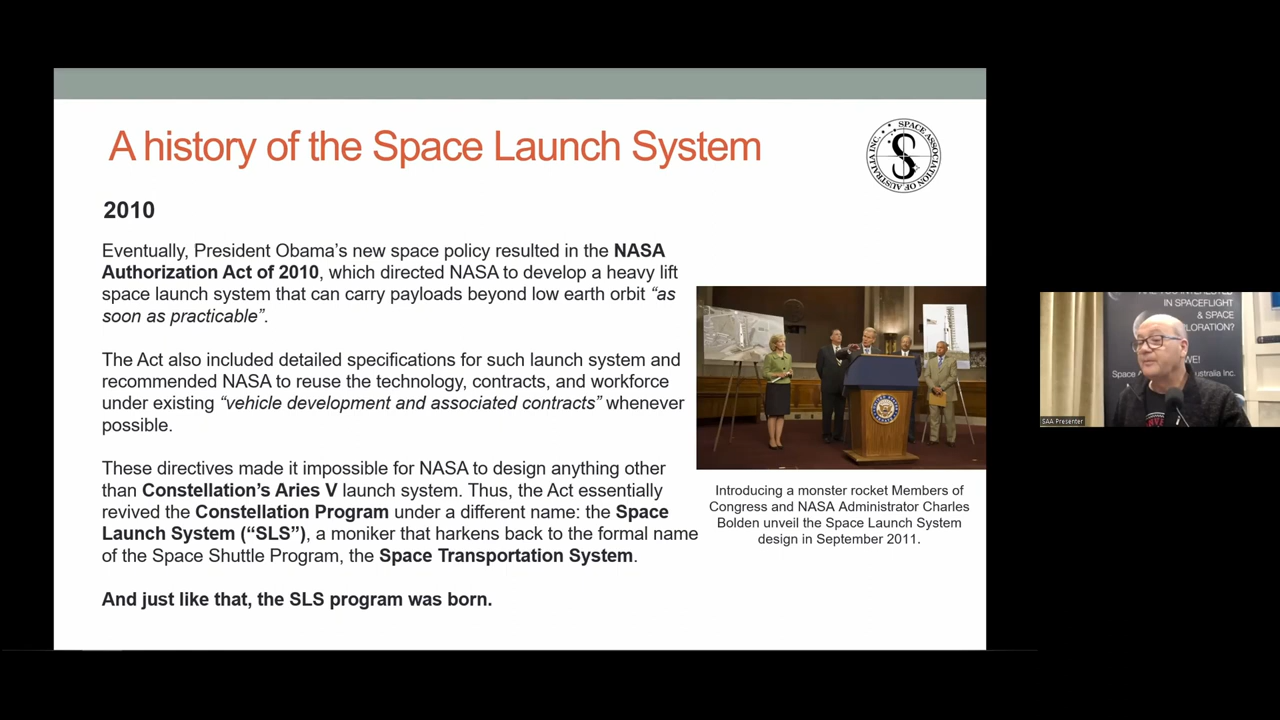 A history of the Space Launch System
SPACE ASSOCIATION OF AUSTRALIA INC.
S
2010
Eventually, President Obama’s new space policy resulted in the NASA
Authorization Act of 2010, which directed NASA to develop a heavy lift
space launch system that can carry payloads beyond low earth orbit “as
soon as practicable”.
The Act also included detailed specifications for such launch system and
recommended NASA to reuse the technology, contracts, and workforce
under existing “vehicle development and associated contracts” whenever
possible.
These directives made it impossible for NASA to design anything other
than Constellation’s Aries V launch system. Thus, the Act essentially
revived the Constellation Program under a different name: the Space
Launch System (“SLS”), a moniker that harkens back to the formal name
of the Space Shuttle Program, the Space Transportation System.
And just like that, the SLS program was born.
Introducing a monster rocket Members of
Congress and NASA Administrator Charles
Bolden unveil the Space Launch System
design in September 2011.
IN SPACEFLIGHT
& SPACE
WE!
Inc.
SAA Presenter